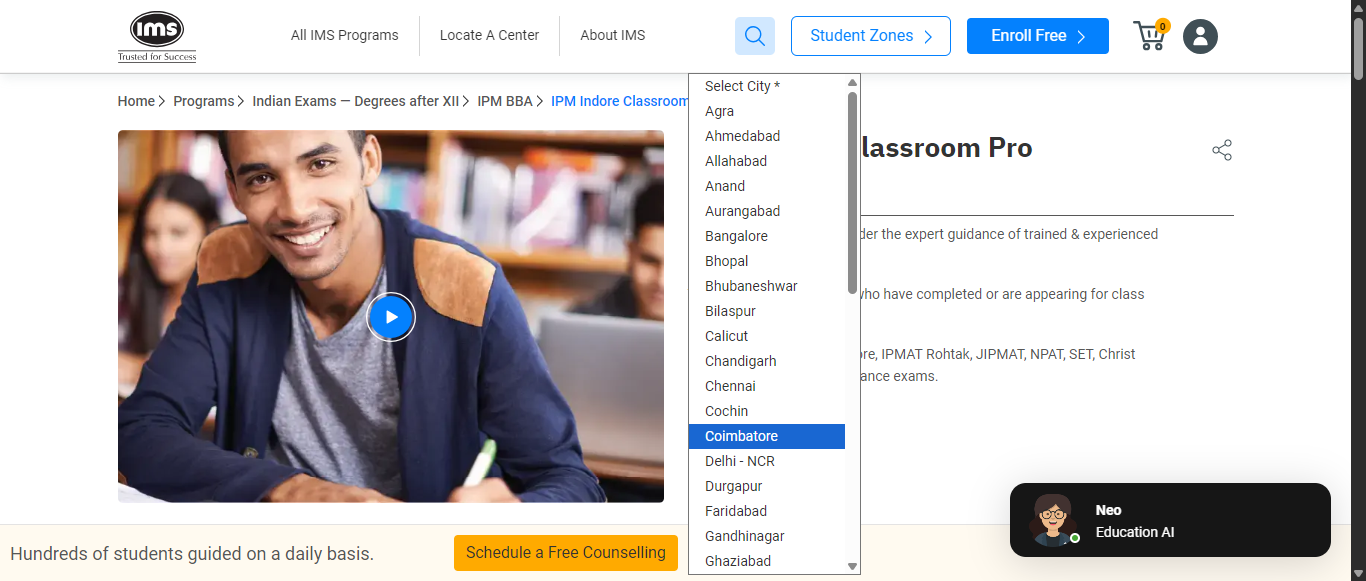 ims
Trusted for Success
All IMS Programs
Locate A Center
About IMS
Student Zones
Enroll Free
0
Home
Programs
Indian Exams — Degrees after XII
IPM BBA
IPM Indore Classroom
lassroom Pro
der the expert guidance of trained & experienced
who have completed or are appearing for class
ore, IPMAT Rohtak, JIPMAT, NPAT, SET, Christ
ance exams.
Select City *
Agra
Ahmedabad
Allahabad
Anand
Aurangabad
Bangalore
Bhopal
Bhubaneshwar
Bilaspur
Calicut
Chandigarh
Chennai
Cochin
Coimbatore
Delhi - NCR
Durgapur
Faridabad
Gandhinagar
Ghaziabad
Neo
Education AI
Hundreds of students guided on a daily basis.
Schedule a Free Counselling